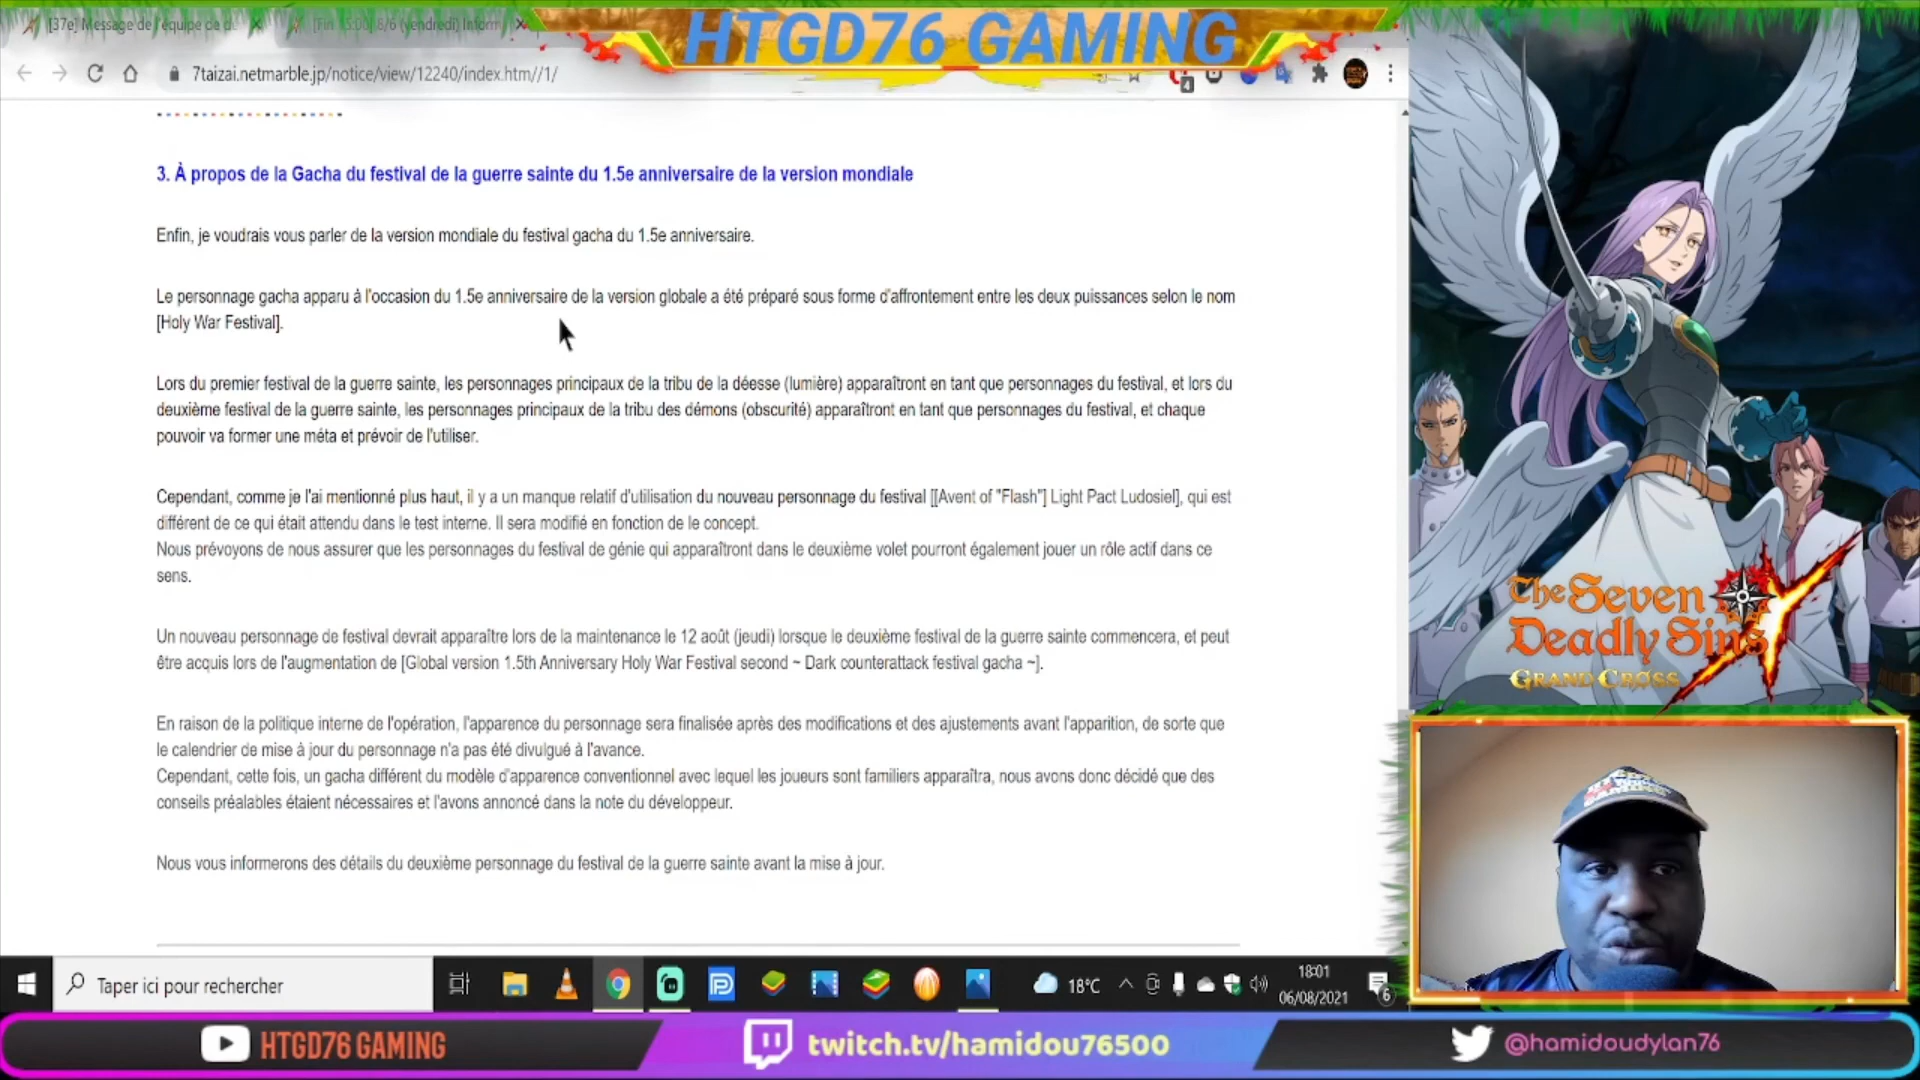 [37e] Message de l'équipe de de
[Fin 15:00 8/6 (vendredi) Inform
HTGD76 GAMING
7taizai.netmarble.jp/notice/view/12240/index.htm//1/
4
3. À propos de la Gacha du festival de la guerre sainte du 1.5e anniversaire de la version mondiale
Enfin, je voudrais vous parler de la version mondiale du festival gacha du 1.5e anniversaire.
Le personnage gacha apparu à l'occasion du 1.5e anniversaire de la version globale a été préparé sous forme d'affrontement entre les deux puissances selon le nom
[Holy War Festival].
Lors du premier festival de la guerre sainte, les personnages principaux de la tribu de la déesse (lumière) apparaîtront en tant que personnages du festival, et lors du
deuxième festival de la guerre sainte, les personnages principaux de la tribu des démons (obscurité) apparaîtront en tant que personnages du festival, et chaque
pouvoir va former une méta et prévoir de l'utiliser.
Cependant, comme je l'ai mentionné plus haut, il y a un manque relatif d'utilisation du nouveau personnage du festival [[Avent of "Flash"] Light Pact Ludosiel], qui est
différent de ce qui était attendu dans le test interne. Il sera modifié en fonction de le concept.
Nous prévoyons de nous assurer que les personnages du festival de génie qui apparaîtront dans le deuxième volet pourront également jouer un rôle actif dans ce
sens.
Un nouveau personnage de festival devrait apparaître lors de la maintenance le 12 août (jeudi) lorsque le deuxième festival de la guerre sainte commencera, et peut
être acquis lors de l'augmentation de [Global version 1.5th Anniversary Holy War Festival second ~ Dark counterattack festival gacha ~].
En raison de la politique interne de l'opération, l'apparence du personnage sera finalisée après des modifications et des ajustements avant l'apparition, de sorte que
le calendrier de mise à jour du personnage n'a pas été divulgué à l'avance.
Cependant, cette fois, un gacha différent du modèle d'apparence conventionnel avec lequel les joueurs sont familiers apparaîtra, nous avons donc décidé que des
conseils préalables étaient nécessaires et l'avons annoncé dans la note du développeur.
Nous vous informerons des détails du deuxième personnage du festival de la guerre sainte avant la mise à jour.
The Seven
Deadly Sins
GRAND CROSS
Taper ici pour rechercher
18°C
18:01
06/08/2021
6
HTGD76 GAMING
twitch.tv/hamidou76500
@hamidoudylan76